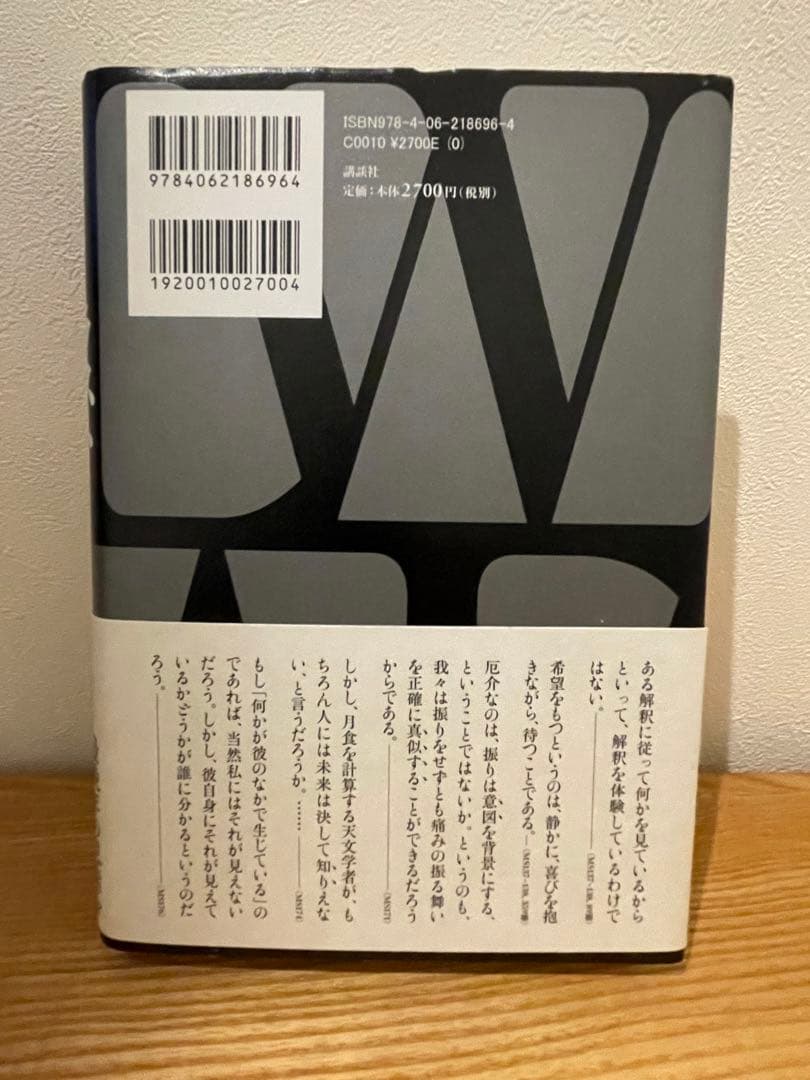 9784062186964
1920010027004
ISBN978-4-06-218696-4
C0010 ¥2700E (0)
講談社
定価:本体2700円(税別)
ある解釈に従って何かを見ているから
といって、解釈を体験しているわけで
はない。
希望をもつというのは、静かに、喜びを抱
きながら、待つことである。
厄介なのは、振りは意図を背景にする、
ということではないか。というのも、
我々は振りをせずとも痛みの振る舞い
を正確に真似することができるだろう
からである。――(MS171)
しかし、月食を計算する天文学者が、も
ちろん人には未来は決して知りえな
い、と言うだろうか。……――(MS174)
もし「何かが彼のなかで生じている」の
であれば、当然私にはそれが見えない
だろう。しかし、彼自身にそれが見えて
いるかどうかが誰に分かるというのだ
ろう。――(MS176)